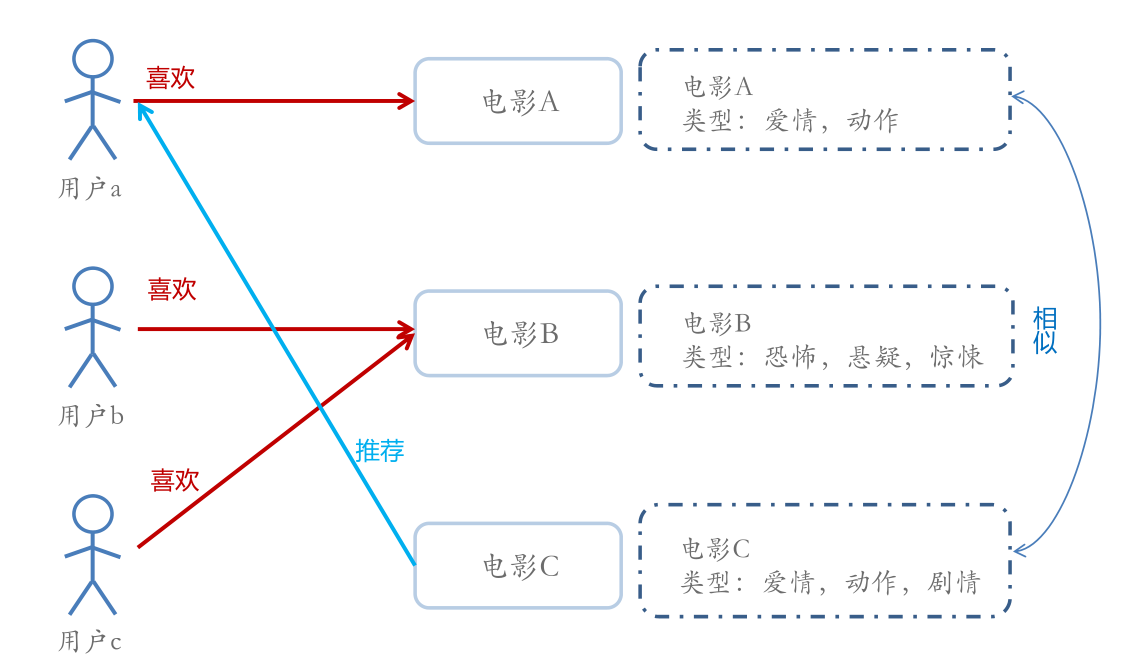 喜欢
电影A
电影A
类型：爱情，动作
用户a
喜欢
电影B
电影B
类型：恐怖，悬疑，惊悚
相似
用户b
推荐
喜欢
电影C
电影C
类型：爱情，动作，剧情
用户c